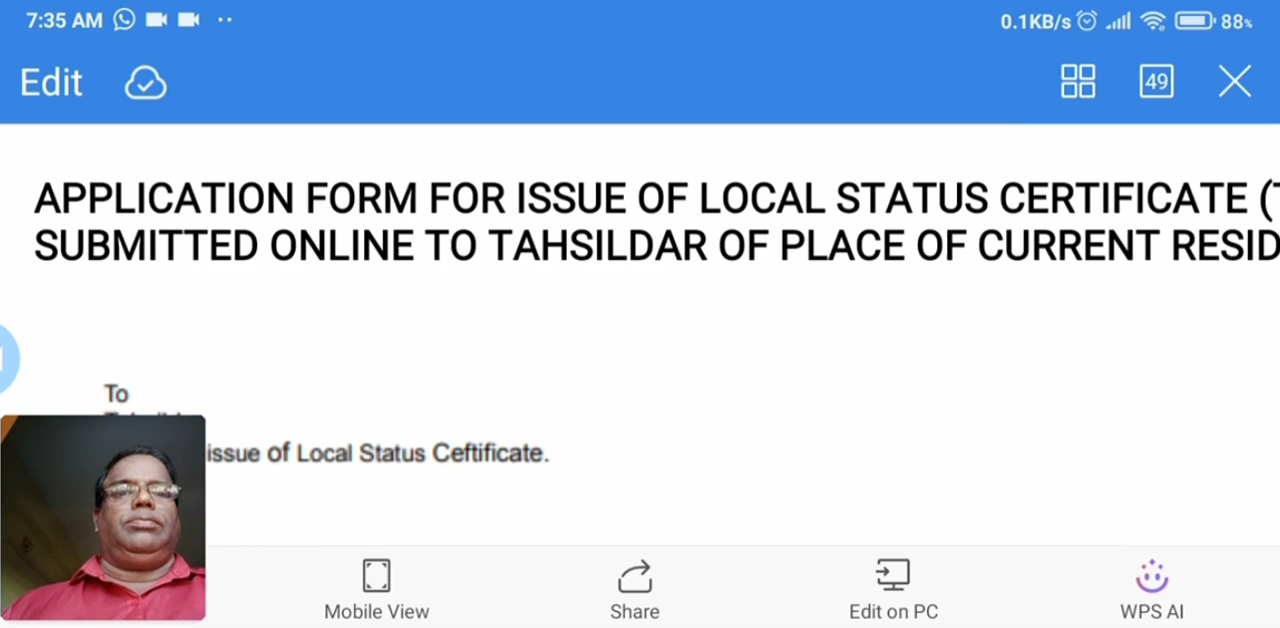 7:35 AM
0.1KB/s 88%
Edit
49
APPLICATION FORM FOR ISSUE OF LOCAL STATUS CERTIFICATE (
SUBMITTED ONLINE TO TAHSILDAR OF PLACE OF CURRENT RESID
To
issue of Local Status Ceftificate.
Mobile View
Share
Edit on PC
WPS AI